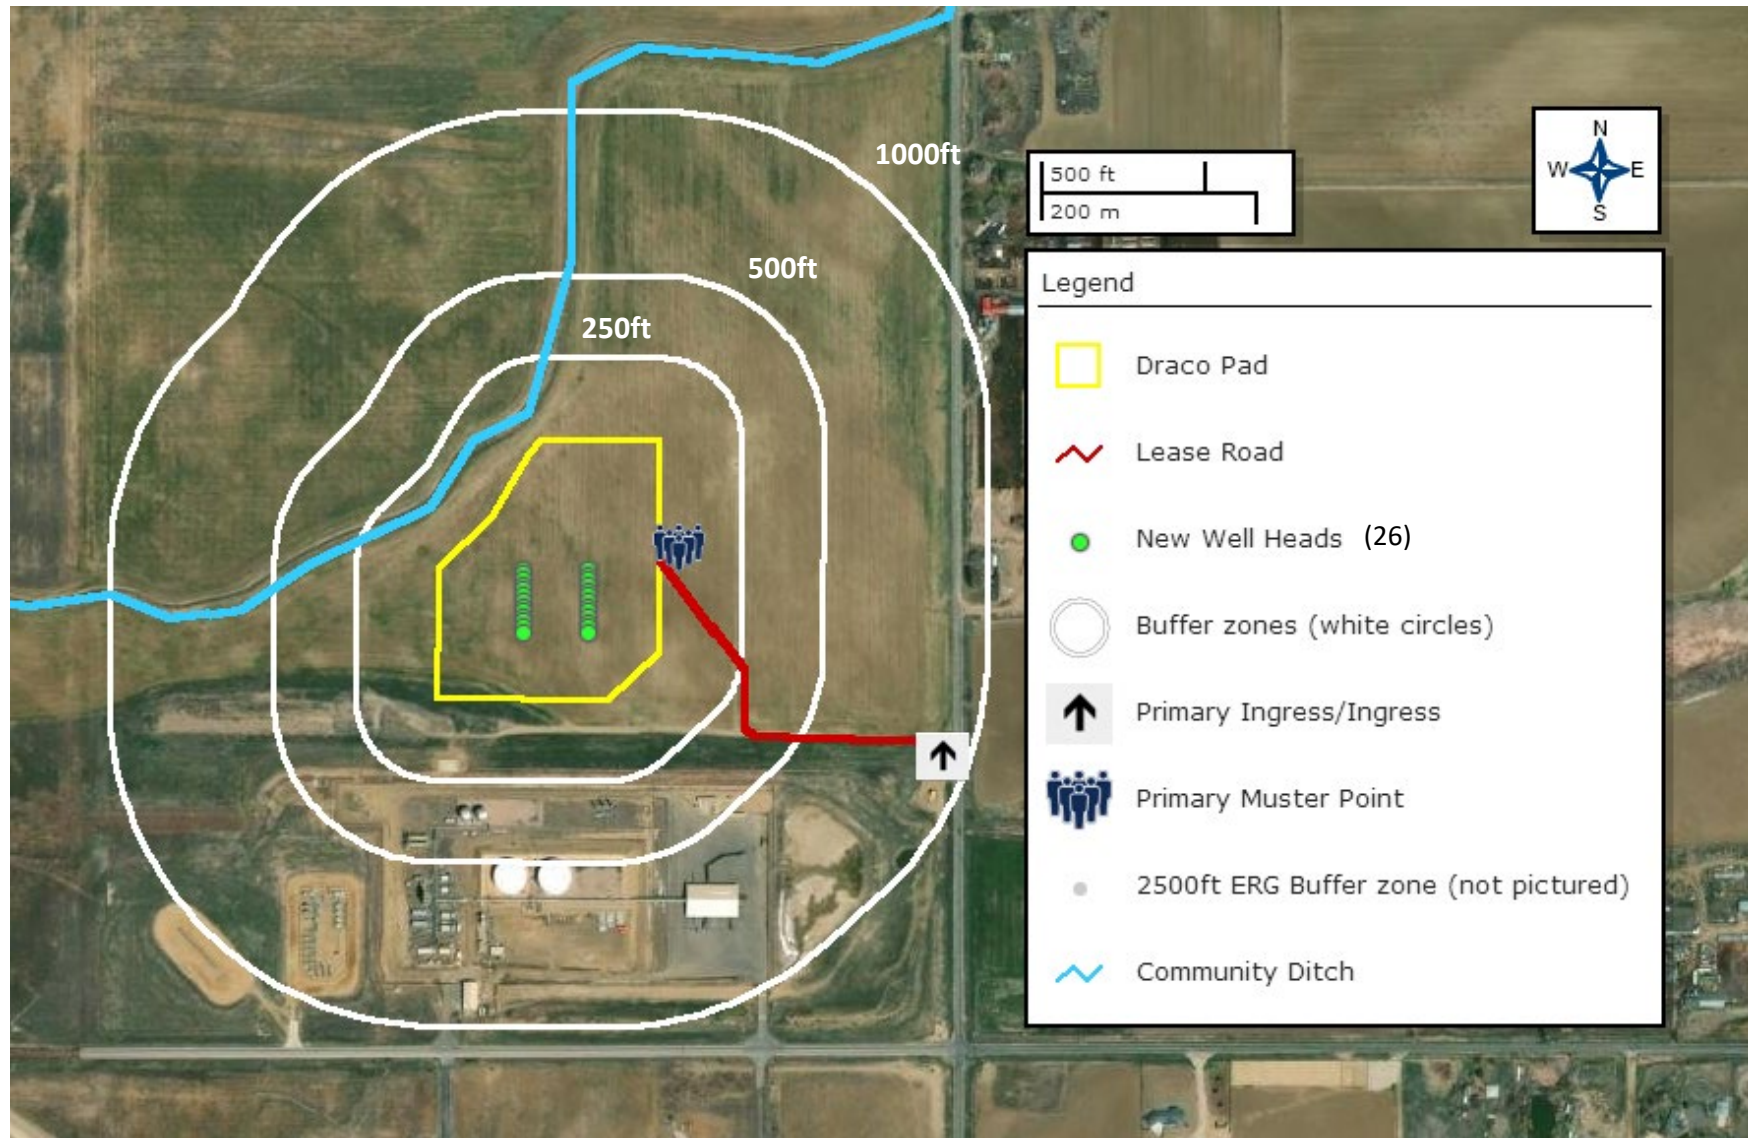 1000ft
500ft
250ft
500 ft
200 m
N
W E
S
Legend
Draco Pad
Lease Road
New Well Heads (26)
Buffer zones (white circles)
Primary Ingress/Ingress
Primary Muster Point
2500ft ERG Buffer zone (not pictured)
Community Ditch